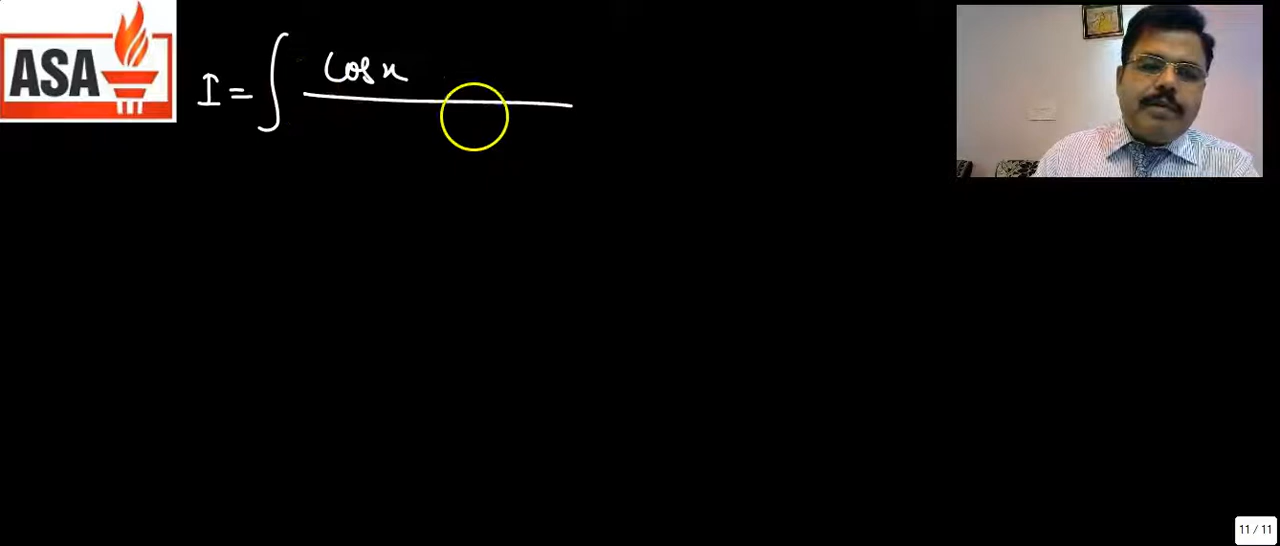 ASA
I = ∫ cos x
11 / 11